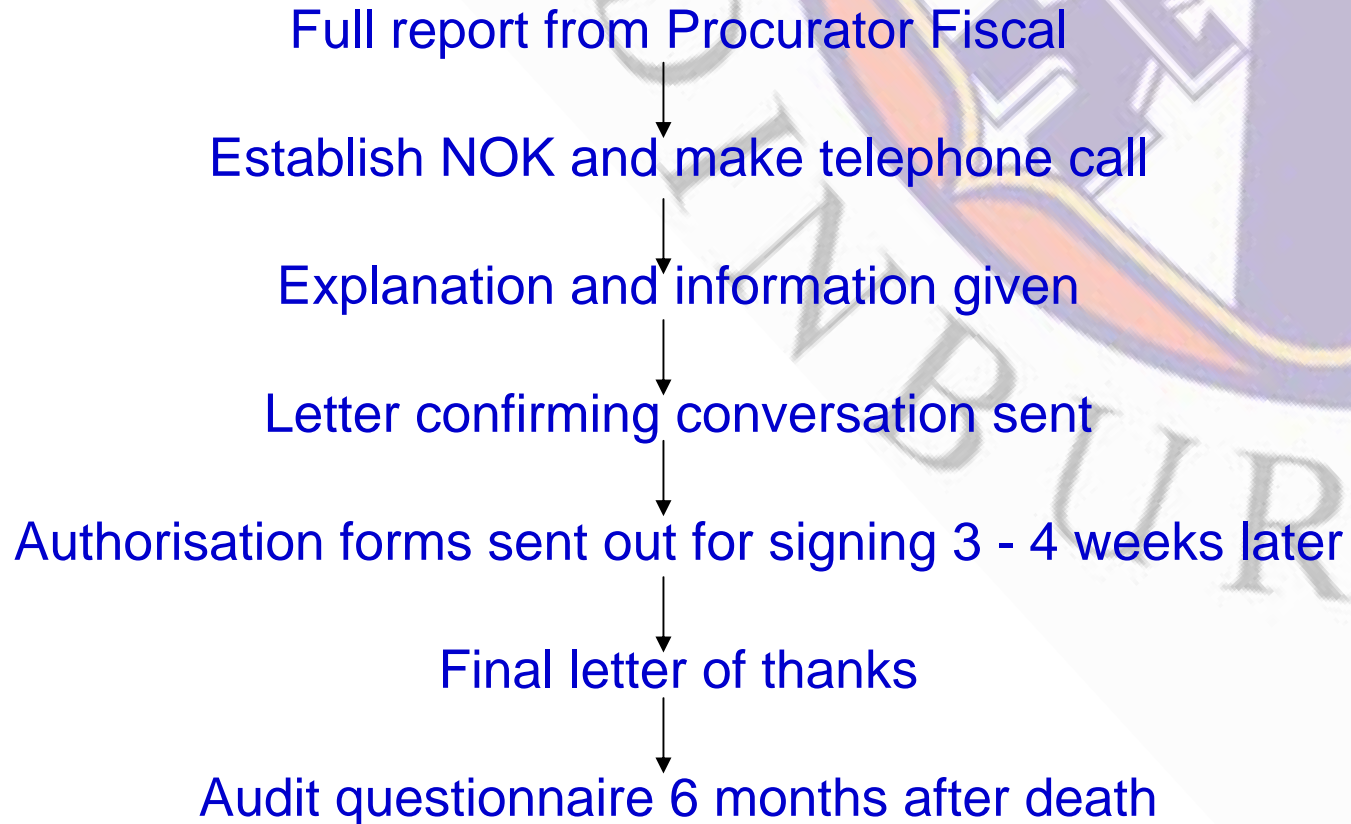 Full report from Procurator Fiscal
Establish NOK and make telephone call
Explanation and information given
Letter confirming conversation sent
Authorisation forms sent out for signing 3 - 4 weeks later
Final letter of thanks
Audit questionnaire 6 months after death
DINBUR